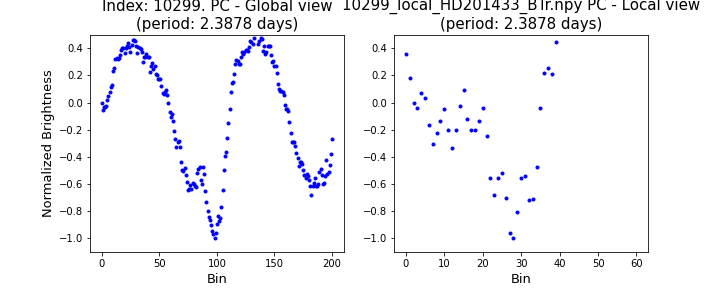 Index: 10299. PC - Global view
(period: 2.3878 days)
10299_local_HD201433_BTr.npy PC - Local view
(period: 2.3878 days)
Normalized Brightness
0.4
0.2
0.0
−0.2
−0.4
−0.6
−0.8
−1.0
0 50 100 150 200
Bin
0.4
0.2
0.0
−0.2
−0.4
−0.6
−0.8
−1.0
0 10 20 30 40 50 60
Bin